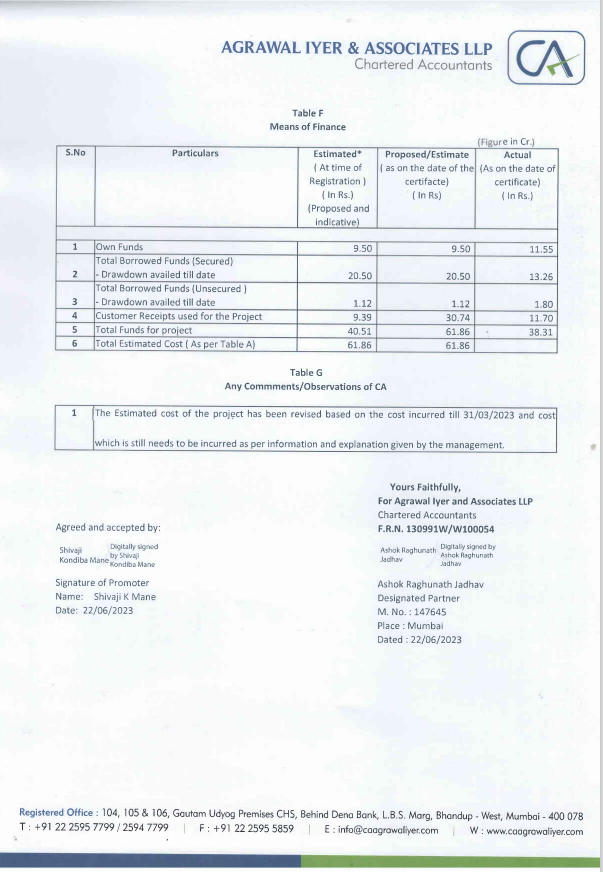 AGRAWAL IYER & ASSOCIATES LLP
Chartered Accountants
CA
Table F
Means of Finance
(Figure in Cr.)
S.No Particulars Estimated* Proposed/Estimate Actual
( At time of ( as on the date of the (As on the date of
Registration ) certifacte) certificate)
( In Rs.) ( In Rs) ( In Rs.)
(Proposed and
indicative)
1 Own Funds 9.50 9.50 11.55
Total Borrowed Funds (Secured)
2 - Drawdown availed till date 20.50 20.50 13.26
Total Borrowed Funds (Unsecured )
3 - Drawdown availed till date 1.12 1.12 1.80
4 Customer Receipts used for the Project 9.39 30.74 11.70
5 Total Funds for project 40.51 61.86 38.31
6 Total Estimated Cost ( As per Table A) 61.86 61.86
Table G
Any Commments/Observations of CA
1 The Estimated cost of the project has been revised based on the cost incurred till 31/03/2023 and cost
which is still needs to be incurred as per information and explanation given by the management.
Yours Faithfully,
For Agrawal Iyer and Associates LLP
Chartered Accountants
F.R.N. 130991W/W100054
Agreed and accepted by:
Shivaji
Kondiba Mane
Digitally signed
by Shivaji
Kondiba Mane
Ashok Raghunath
Jadhav
Digitally signed by
Ashok Raghunath
Jadhav
Signature of Promoter
Name: Shivaji K Mane
Date: 22/06/2023
Ashok Raghunath Jadhav
Designated Partner
M. No. : 147645
Place : Mumbai
Dated : 22/06/2023
Registered Office : 104, 105 & 106, Gautam Udyog Premises CHS, Behind Dena Bank, L.B.S. Marg, Bhandup - West, Mumbai - 400 078
T : +91 22 2595 7799 / 2594 7799 | F : +91 22 2595 5859 | E : info@caagrawaliyer.com | W : www.caagrawaliyer.com